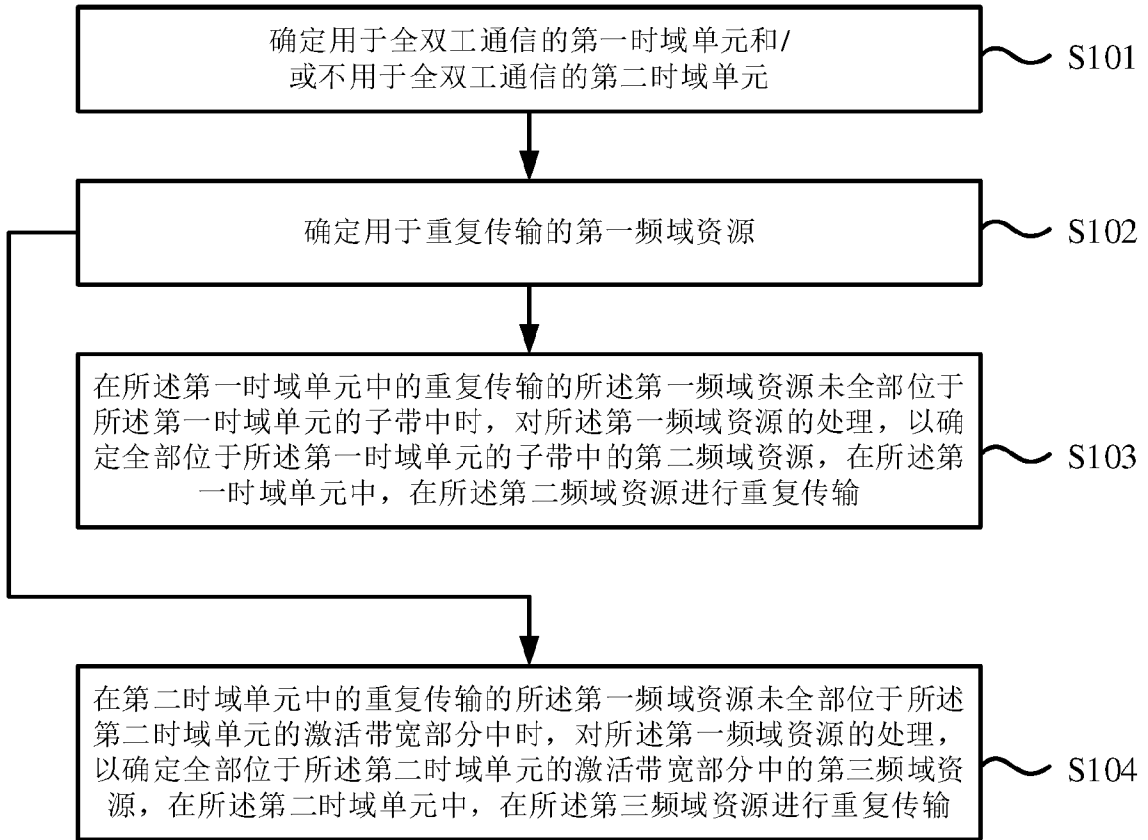 确定用于全双工通信的第一时域单元和/
或不用于全双工通信的第二时域单元
S101
确定用于重复传输的第一频域资源
S102
在所述第一时域单元中的重复传输的所述第一频域资源未全部位于
所述第一时域单元的子带中时，对所述第一频域资源的处理，以确
定全部位于所述第一时域单元的子带中的第二频域资源，在所述第
一时域单元中，在所述第二频域资源进行重复传输
S103
在第二时域单元中的重复传输的所述第一频域资源未全部位于所述
第二时域单元的激活带宽部分中时，对所述第一频域资源的处理，
以确定全部位于所述第二时域单元的激活带宽部分中的第三频域资
源，在所述第二时域单元中，在所述第三频域资源进行重复传输
S104